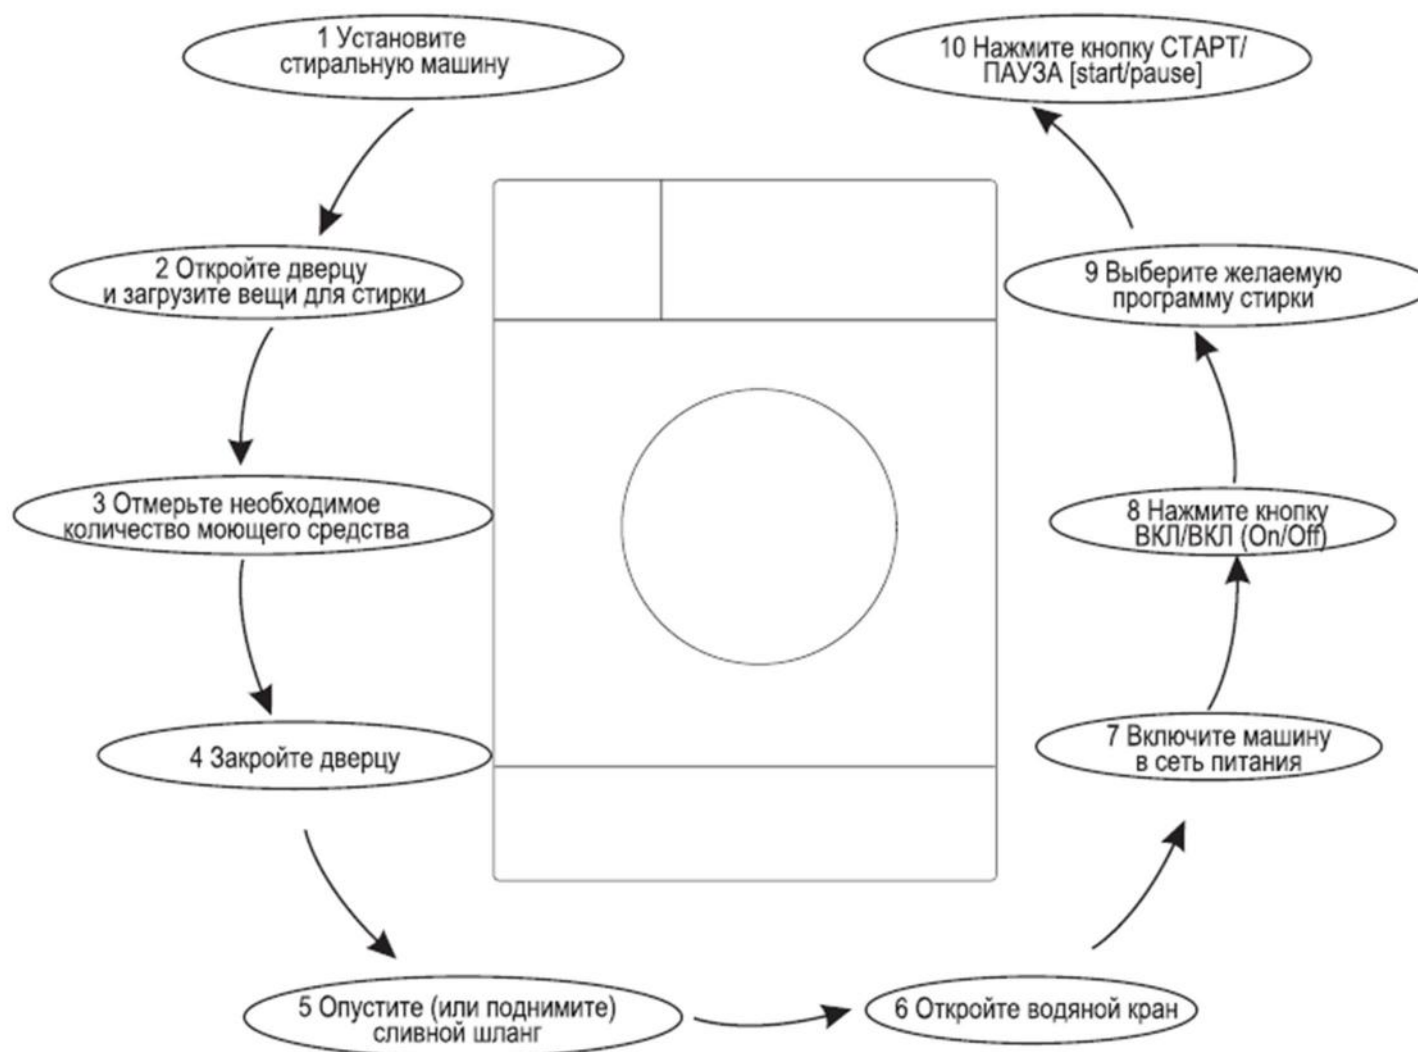 1 Установите
стиральную машину
2 Откройте дверцу
и загрузите вещи для стирки
3 Отмерьте необходимое
количество моющего средства
4 Закройте дверцу
5 Опустите (или поднимите)
сливной шланг
6 Откройте водяной кран
7 Включите машину
в сеть питания
8 Нажмите кнопку
ВКЛ/ВКЛ (On/Off)
9 Выберите желаемую
программу стирки
10 Нажмите кнопку СТАРТ/
ПАУЗА [start/pause]